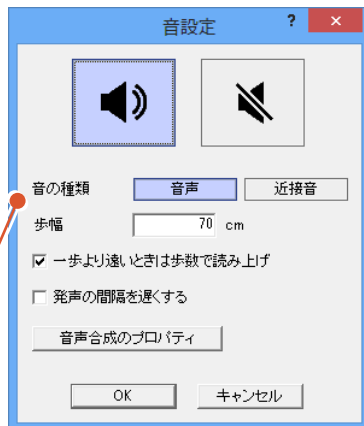 音設定 ? ×
音の種類 音声 近接音
歩幅 70 cm
一歩より遠いときは歩数で読み上げ
発声の間隔を遅くする
音声合成のプロパティ
OK キャンセル